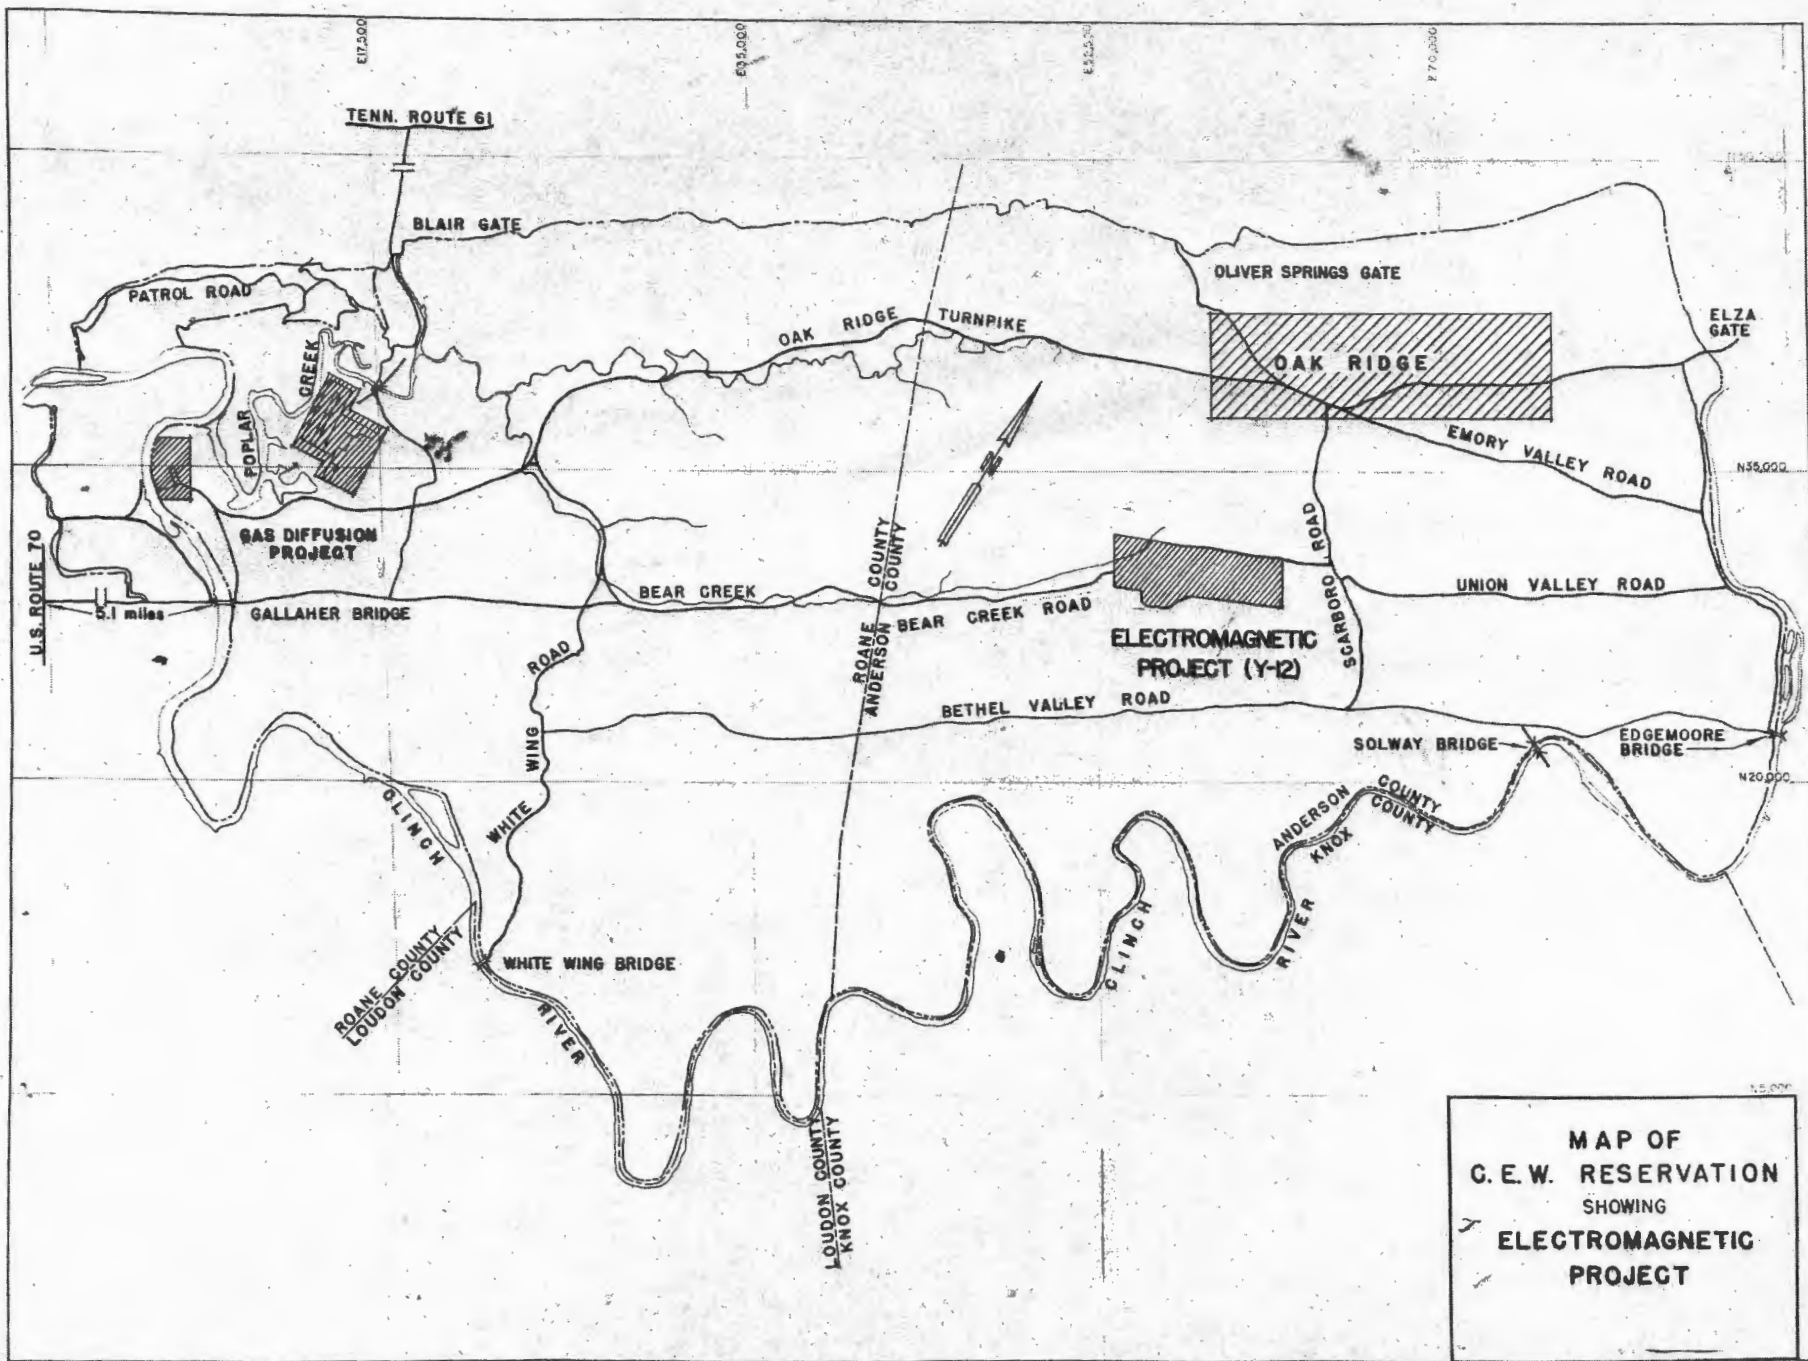 E17,500
E35,000
E52,500
E70,000
TENN. ROUTE 61
BLAIR GATE
PATROL ROAD
OLIVER SPRINGS GATE
ELZA
GATE
OAK RIDGE TURNPIKE
OAK RIDGE
POPLAR CREEK
EMORY VALLEY ROAD
N35,000
GAS DIFFUSION
PROJECT
U.S. ROUTE 70
5.1 miles
GALLAHER BRIDGE
BEAR CREEK
BEAR CREEK ROAD
ROANE COUNTY
ANDERSON COUNTY
SCARBORO ROAD
UNION VALLEY ROAD
ELECTROMAGNETIC
PROJECT (Y-12)
WHITE WING ROAD
BETHEL VALLEY ROAD
SOLWAY BRIDGE
EDGEMOORE
BRIDGE
N20,000
CLINCH RIVER
ANDERSON COUNTY
KNOX COUNTY
CLINCH RIVER
ROANE COUNTY
LOUDON COUNTY
WHITE WING BRIDGE
LOUDON COUNTY
KNOX COUNTY
N5,000
MAP OF
C. E. W. RESERVATION
SHOWING
ELECTROMAGNETIC
PROJECT